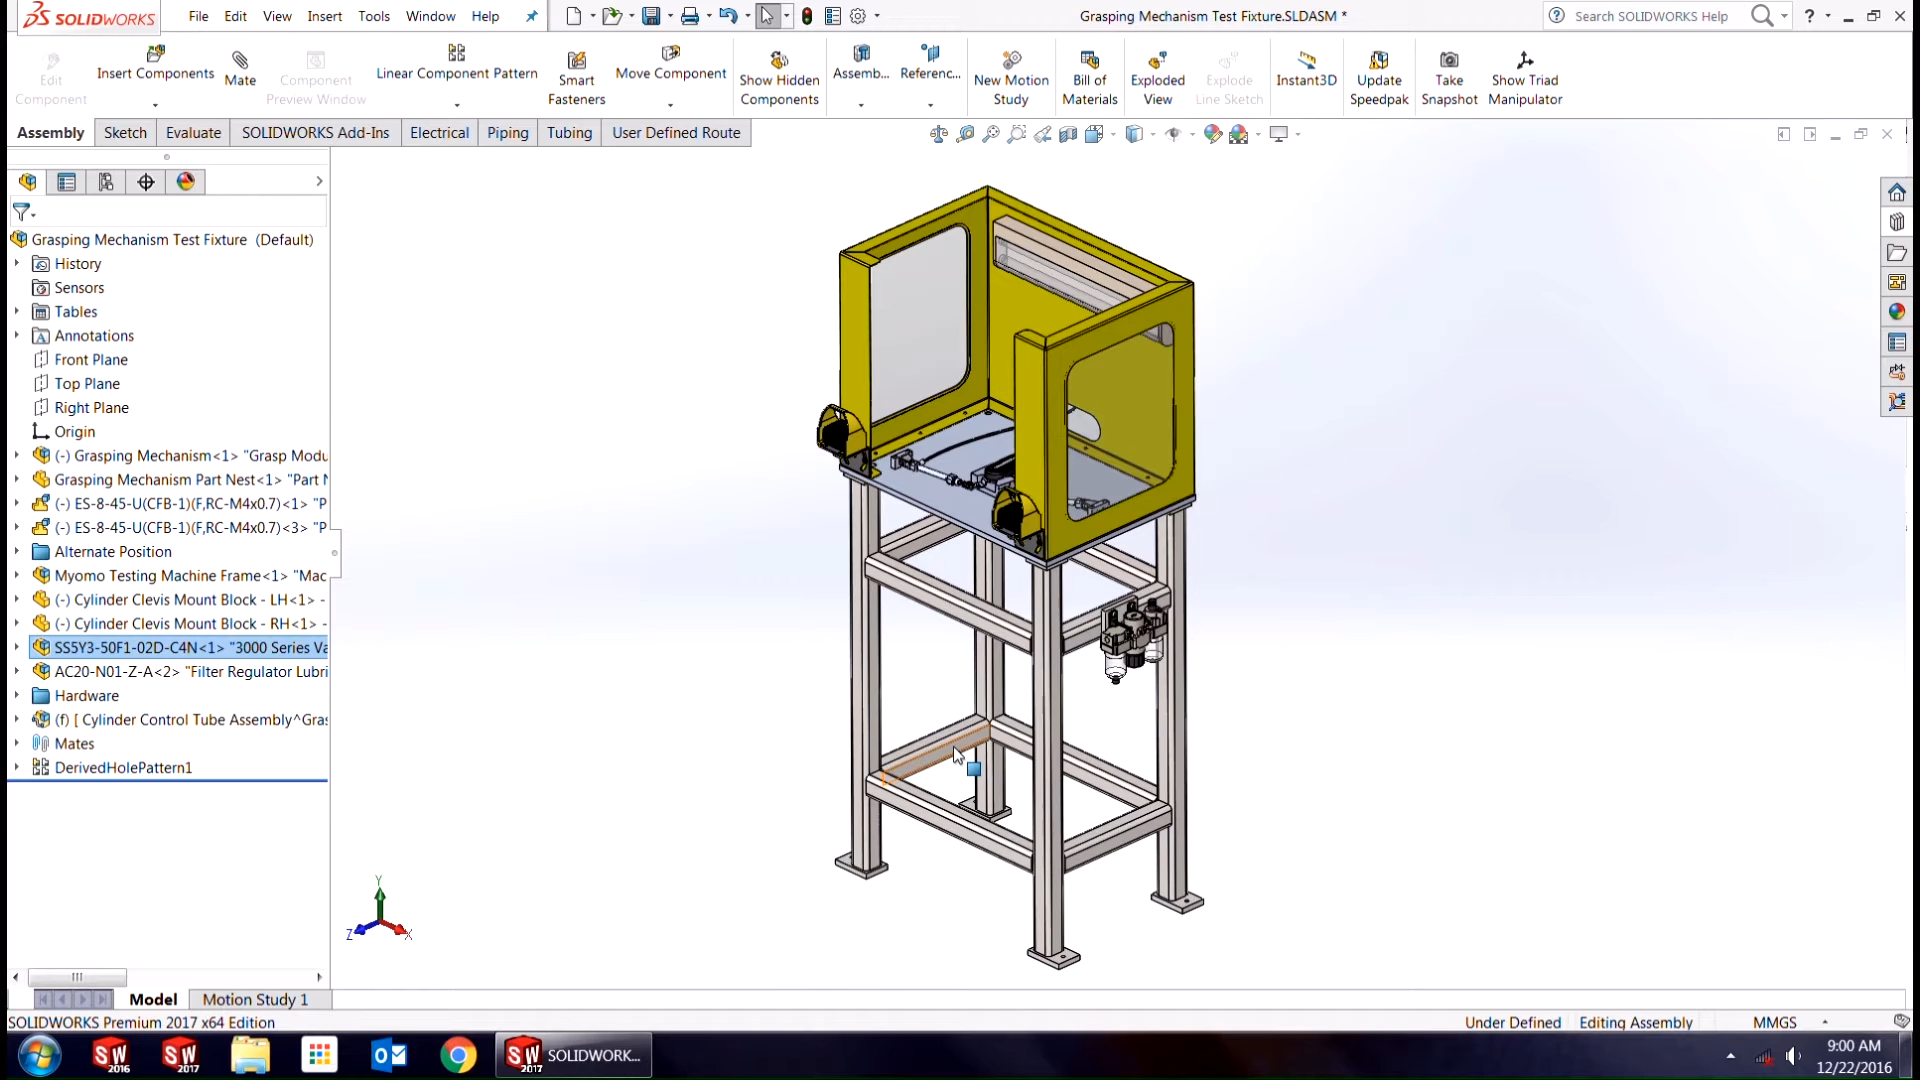 SOLIDWORKS
File Edit View Insert Tools Window Help
Grasping Mechanism Test Fixture.SLDASM *
Search SOLIDWORKS Help
Edit Component
Insert Components
Mate
Component Preview Window
Linear Component Pattern
Smart Fasteners
Move Component
Show Hidden Components
Assemb...
Referenc...
New Motion Study
Bill of Materials
Exploded View
Explode Line Sketch
Instant3D
Update Speedpak
Take Snapshot
Show Triad Manipulator
Assembly Sketch Evaluate SOLIDWORKS Add-Ins Electrical Piping Tubing User Defined Route
Grasping Mechanism Test Fixture (Default)
History
Sensors
Tables
Annotations
Front Plane
Top Plane
Right Plane
Origin
(-) Grasping Mechanism<1> "Grasp Modu
Grasping Mechanism Part Nest<1> "Part N
(-) ES-8-45-U(CFB-1)(F,RC-M4x0.7)<1> "P
(-) ES-8-45-U(CFB-1)(F,RC-M4x0.7)<3> "P
Alternate Position
Myomo Testing Machine Frame<1> "Mac
(-) Cylinder Clevis Mount Block - LH<1> -
(-) Cylinder Clevis Mount Block - RH<1> -
SS5Y3-50F1-02D-C4N<1> "3000 Series Va
AC20-N01-Z-A<2> "Filter Regulator Lubri
Hardware
(f) [ Cylinder Control Tube Assembly^Gras
Mates
DerivedHolePattern1
Y
Z
X
Model Motion Study 1
SOLIDWORKS Premium 2017 x64 Edition
Under Defined Editing Assembly MMGS
SW 2016
SW 2017
SW 2017 SOLIDWORK...
9:00 AM
12/22/2016